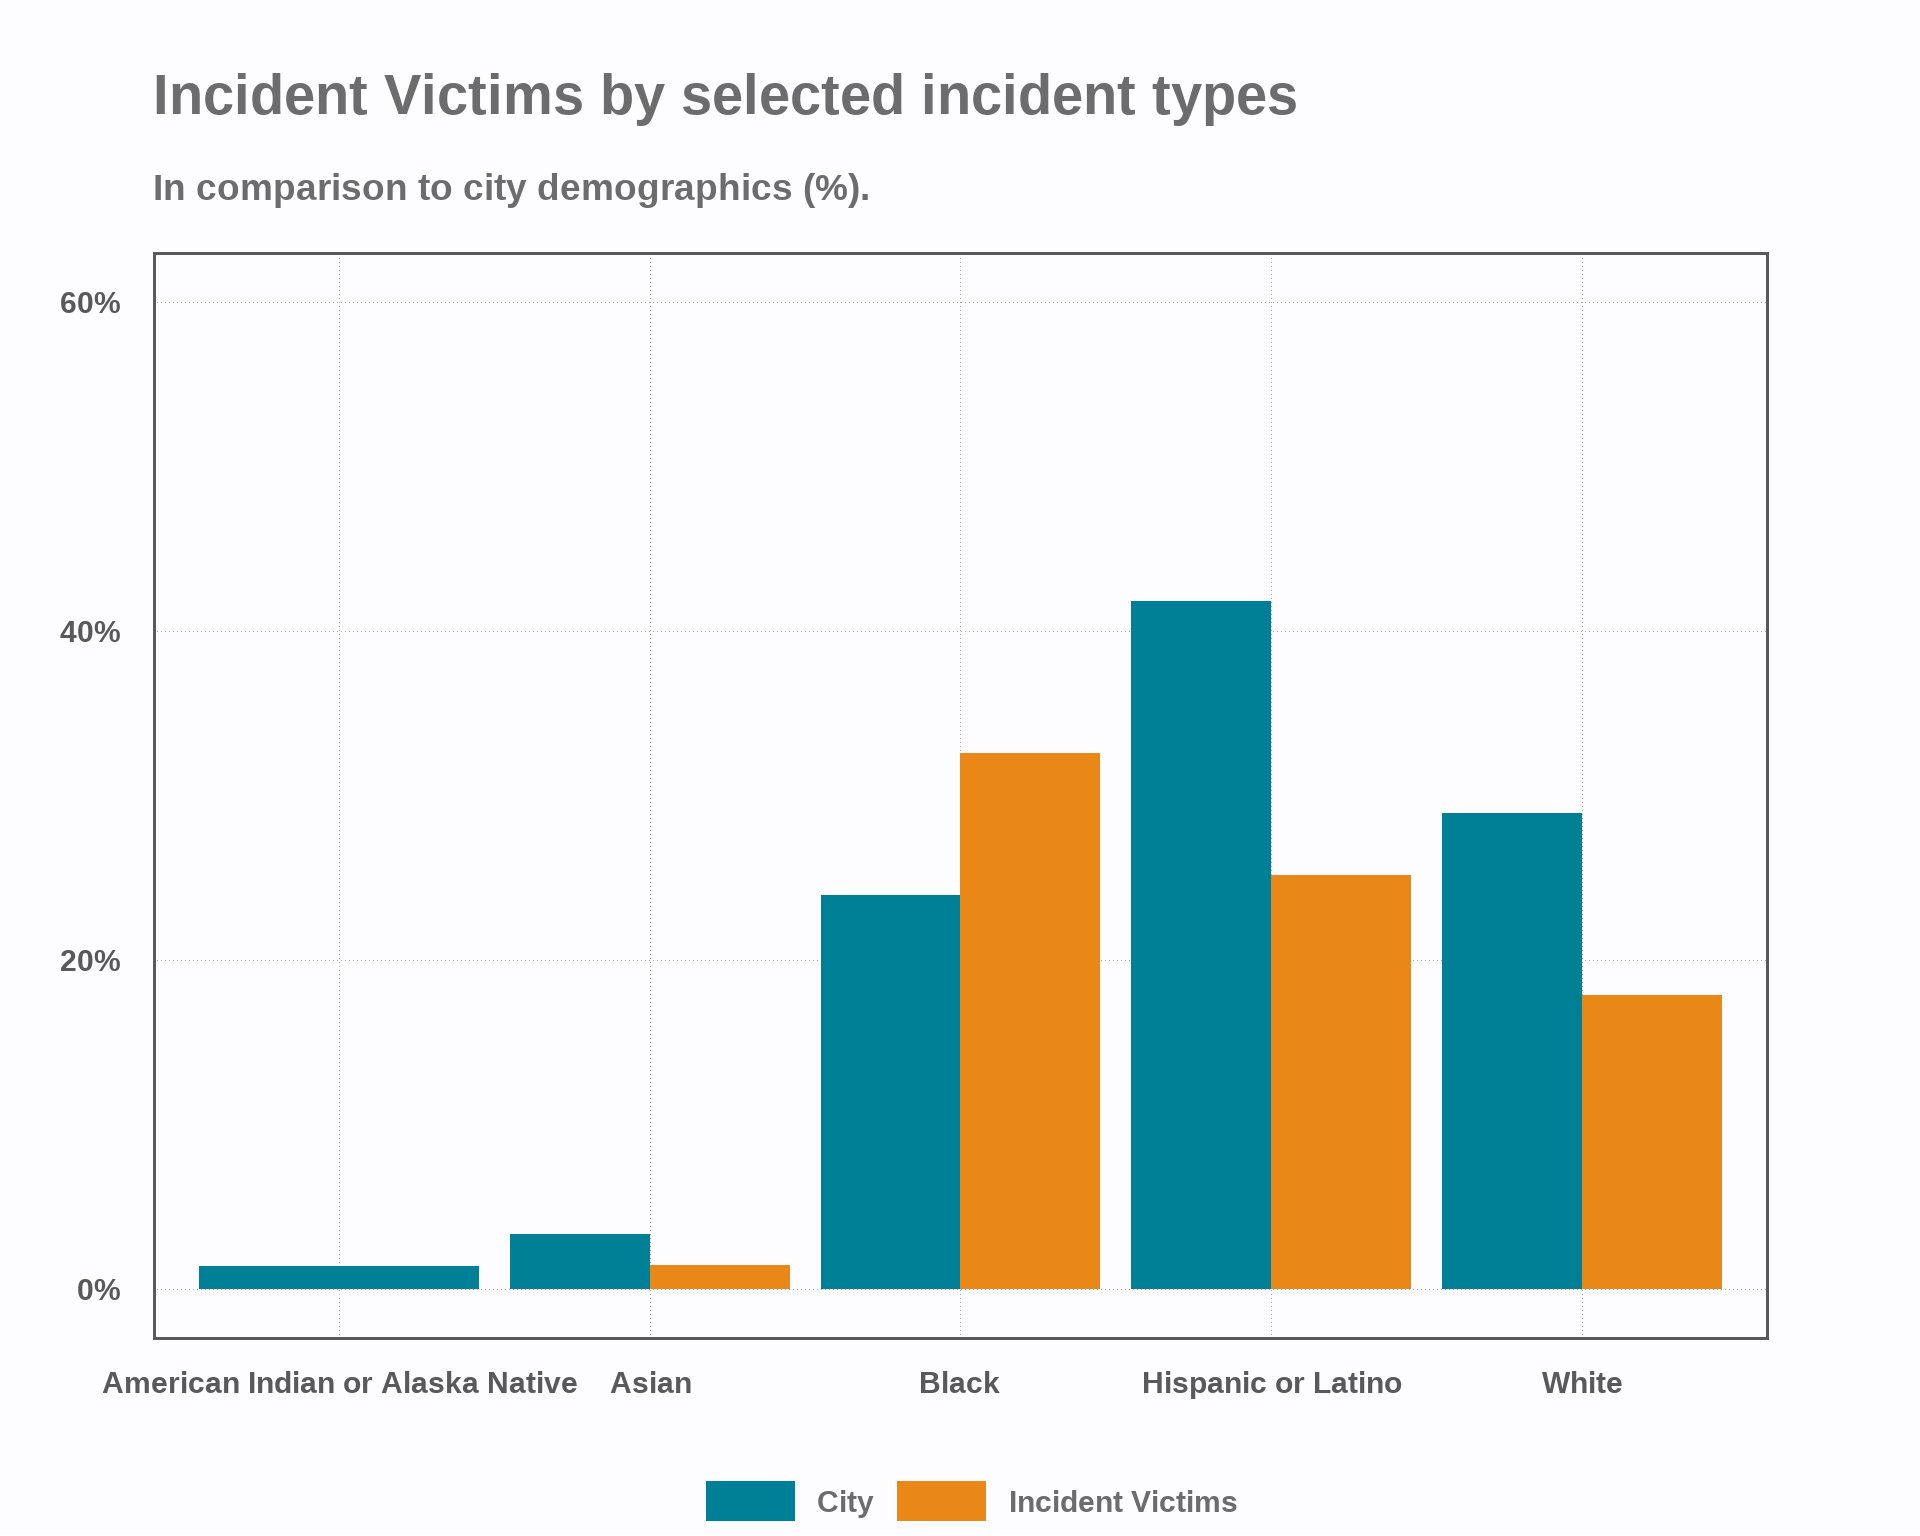 Incident Victims by selected incident types
In comparison to city demographics (%).
60%
40%
20%
0%
American Indian or Alaska Native Asian Black Hispanic or Latino White
City Incident Victims